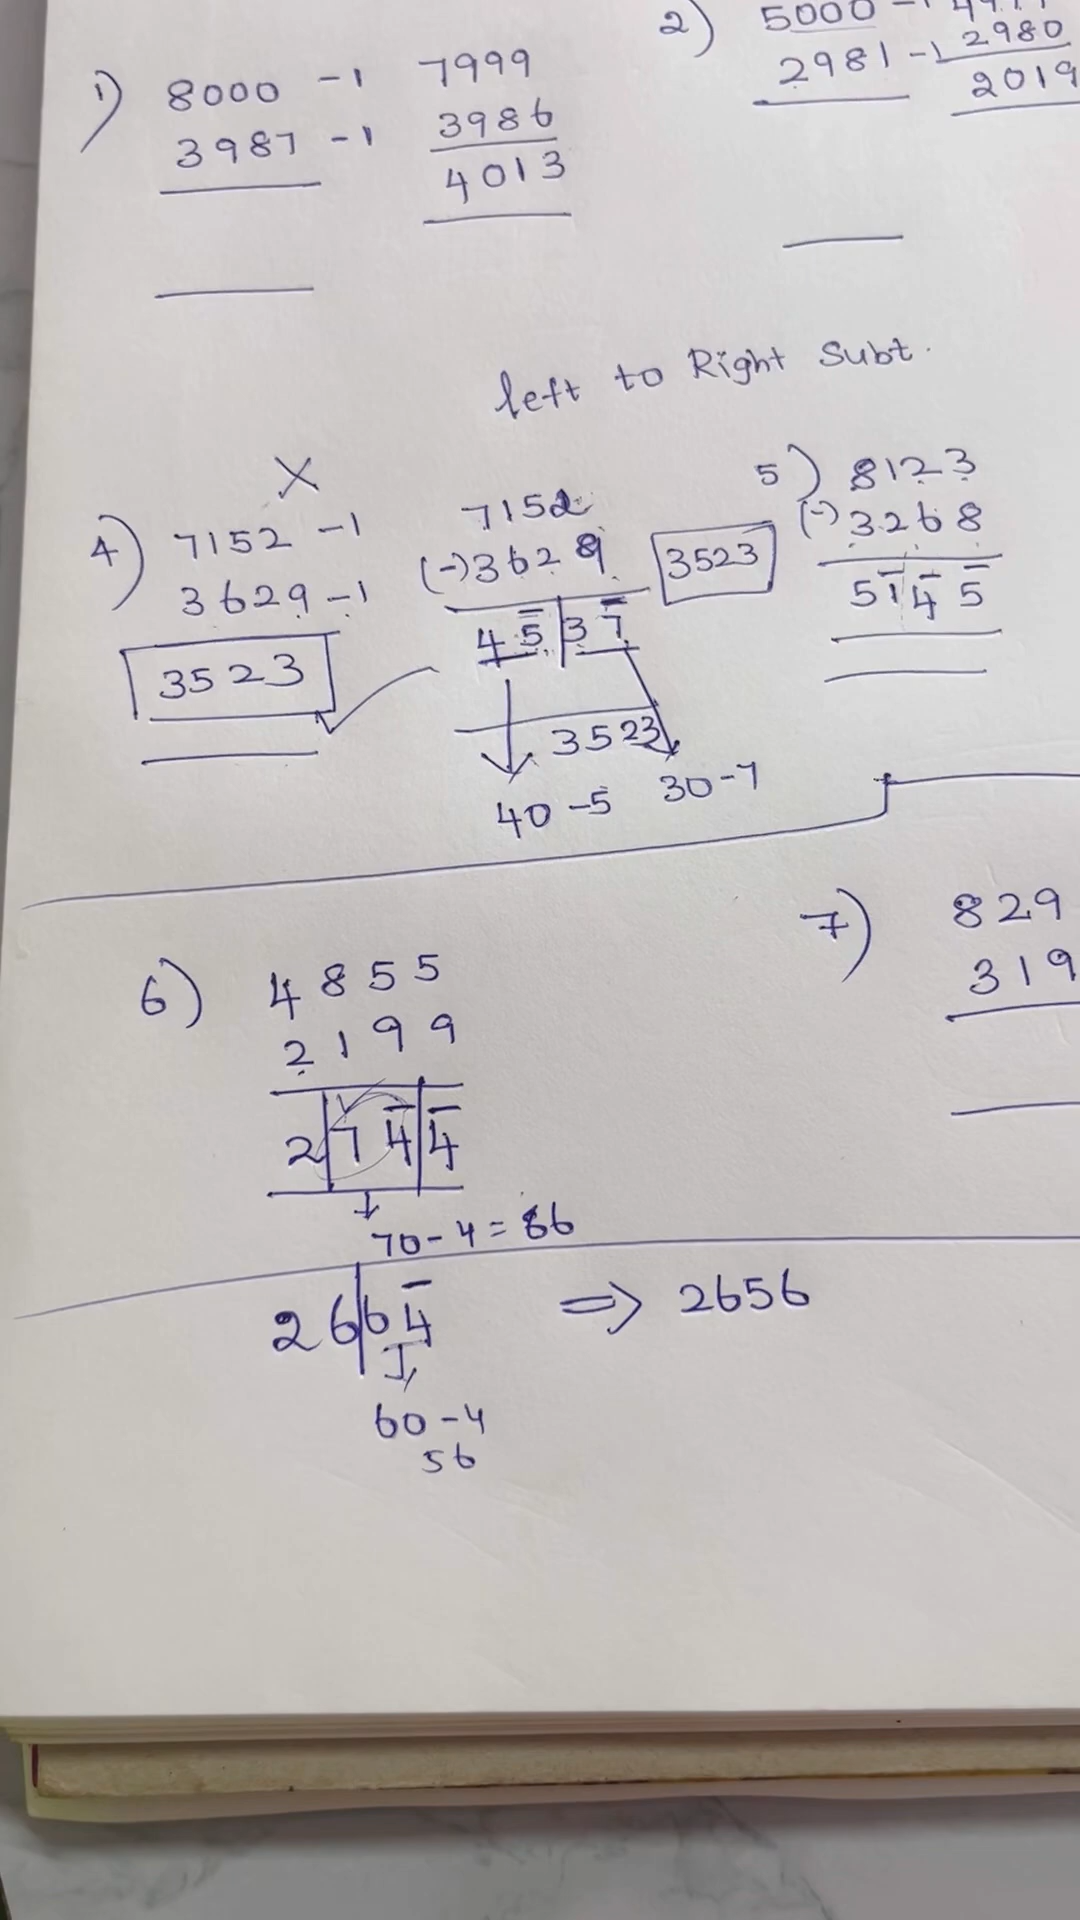 1) 8000 -1 7999
3987 -1 3986
4013
2) 5000 -1
2981 -1 2980
2019
left to Right Subt.
X
4) 7152 -1
3629 -1
3523
7152
(-) 3629
4 5̅ | 3 7̅
3523
3523
40 -5 30 -7
5) 8123
(-) 3268
5 1̅ 4̅ 5̅
6) 4855
2199
2 | 7 4̅ | 4̅
70 - 4 = 66
26 | 6 4̅ ⇒ 2656
60 - 4
56
7) 829
319